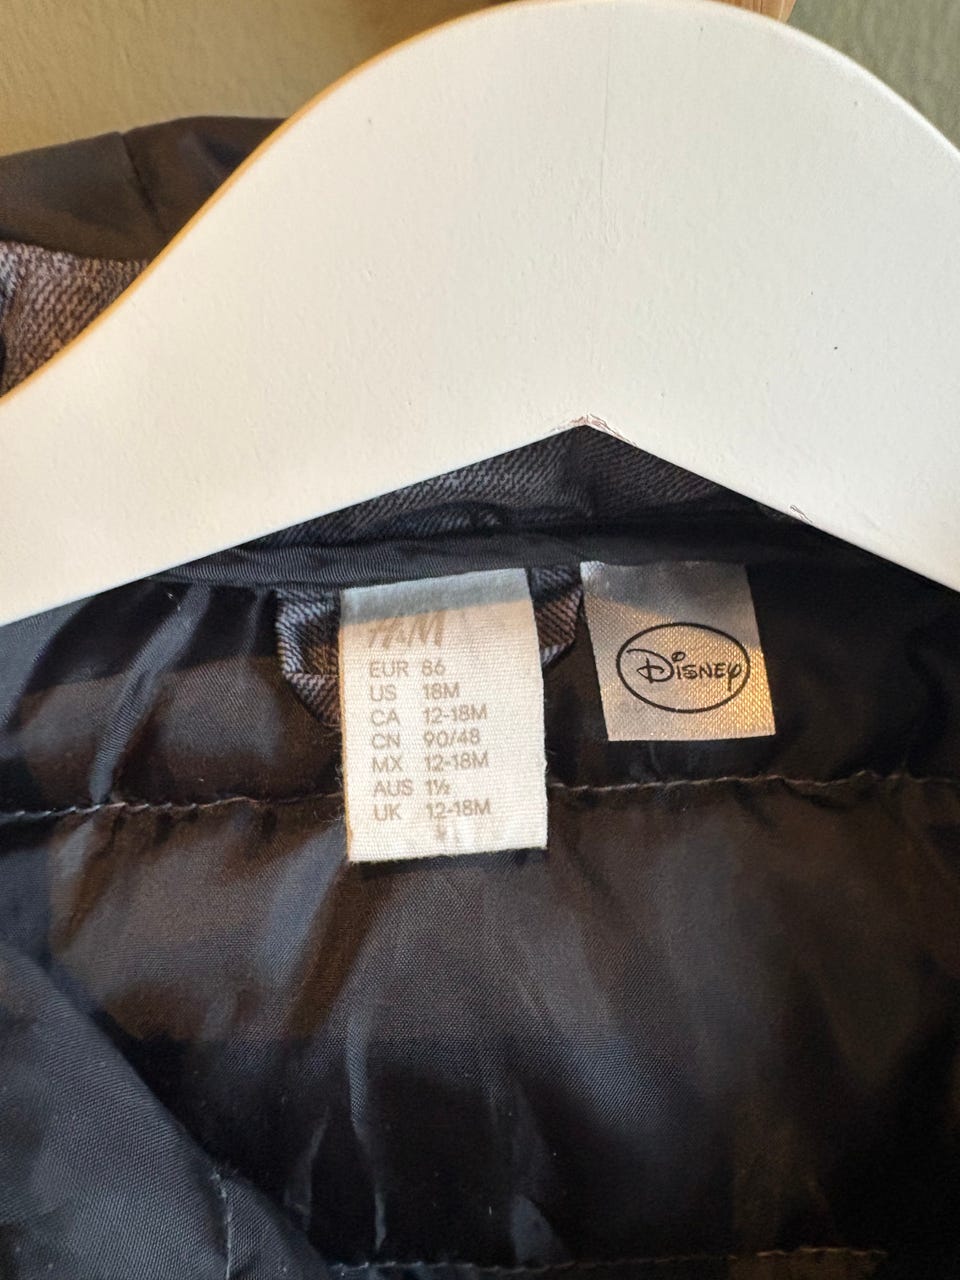 H&M
EUR 86
US 18M
CA 12-18M
CN 90/48
MX 12-18M
AUS 1½
UK 12-18M
Disney